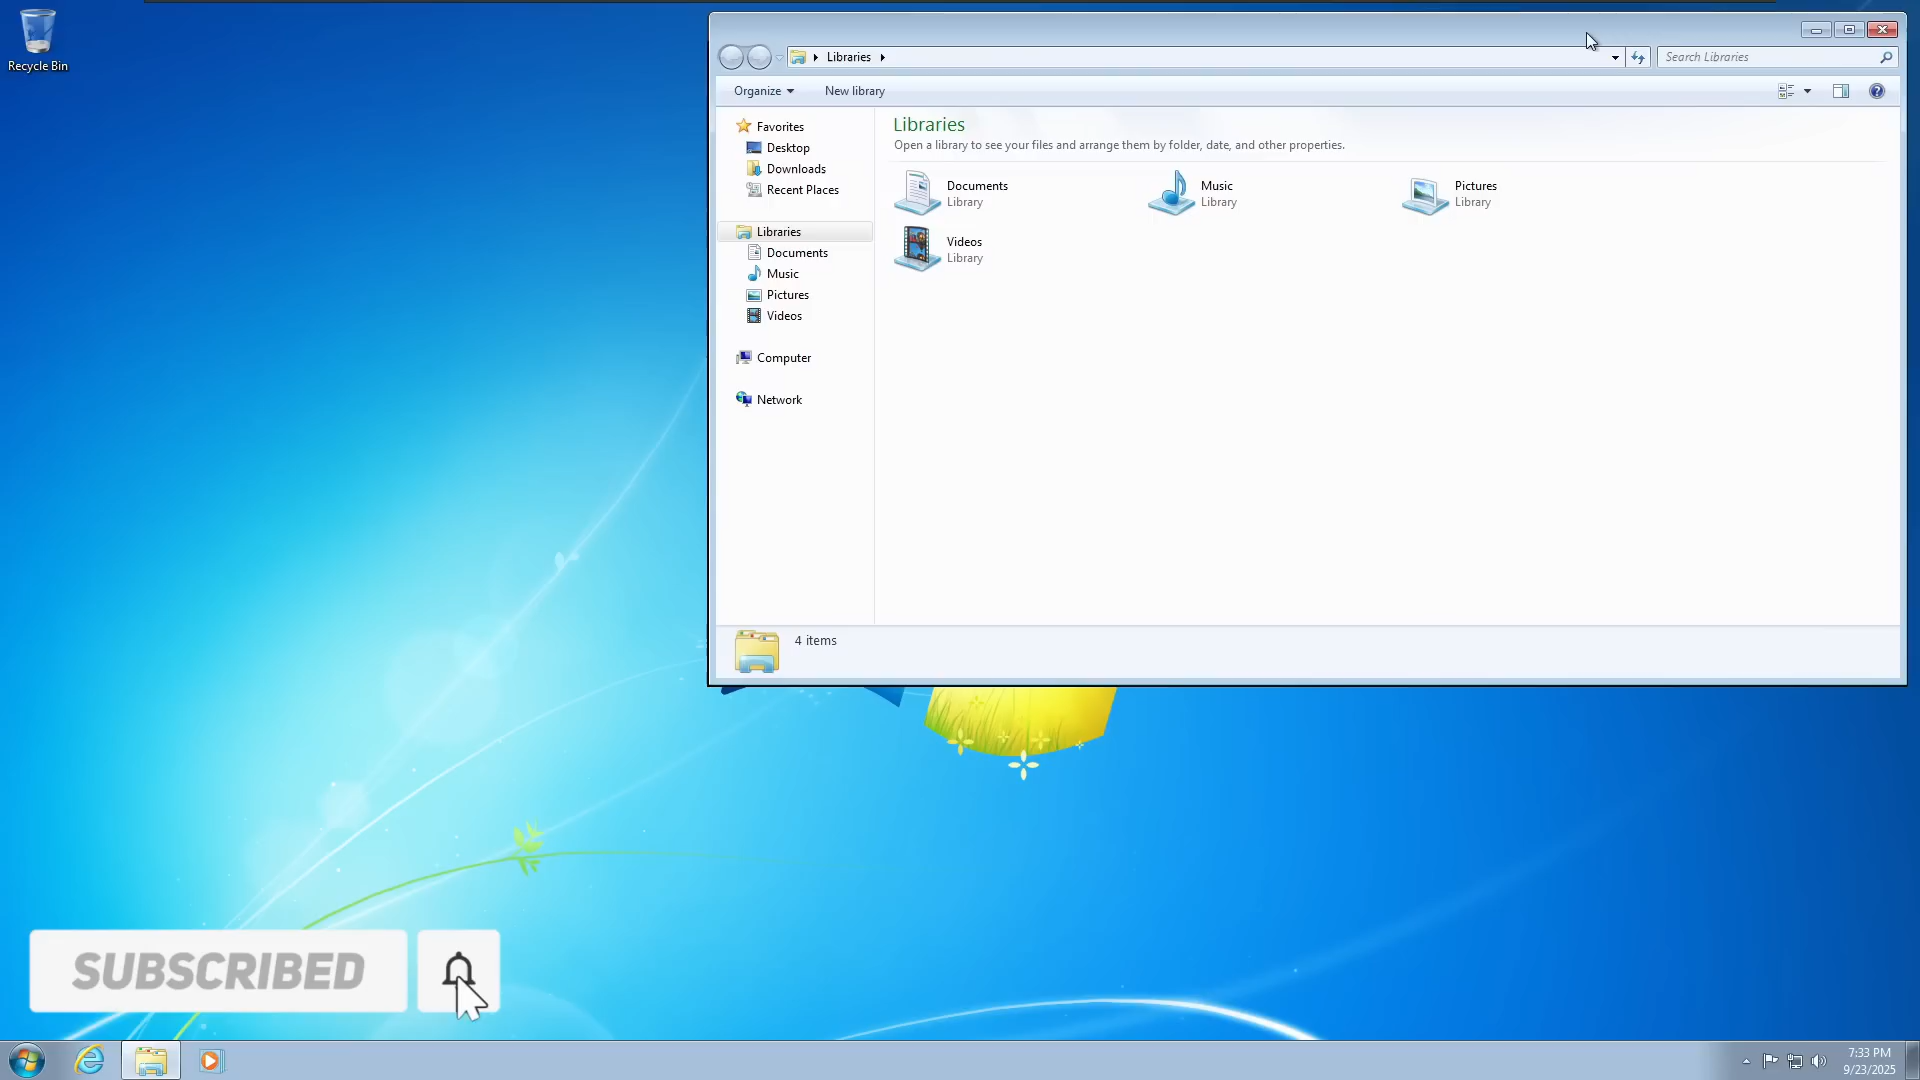 Recycle Bin
Libraries
Search Libraries
Organize
New library
Favorites
Desktop
Downloads
Recent Places
Libraries
Documents
Music
Pictures
Videos
Computer
Network
Libraries
Open a library to see your files and arrange them by folder, date, and other properties.
Documents
Library
Music
Library
Pictures
Library
Videos
Library
4 items
SUBSCRIBED
7:33 PM
9/23/2025